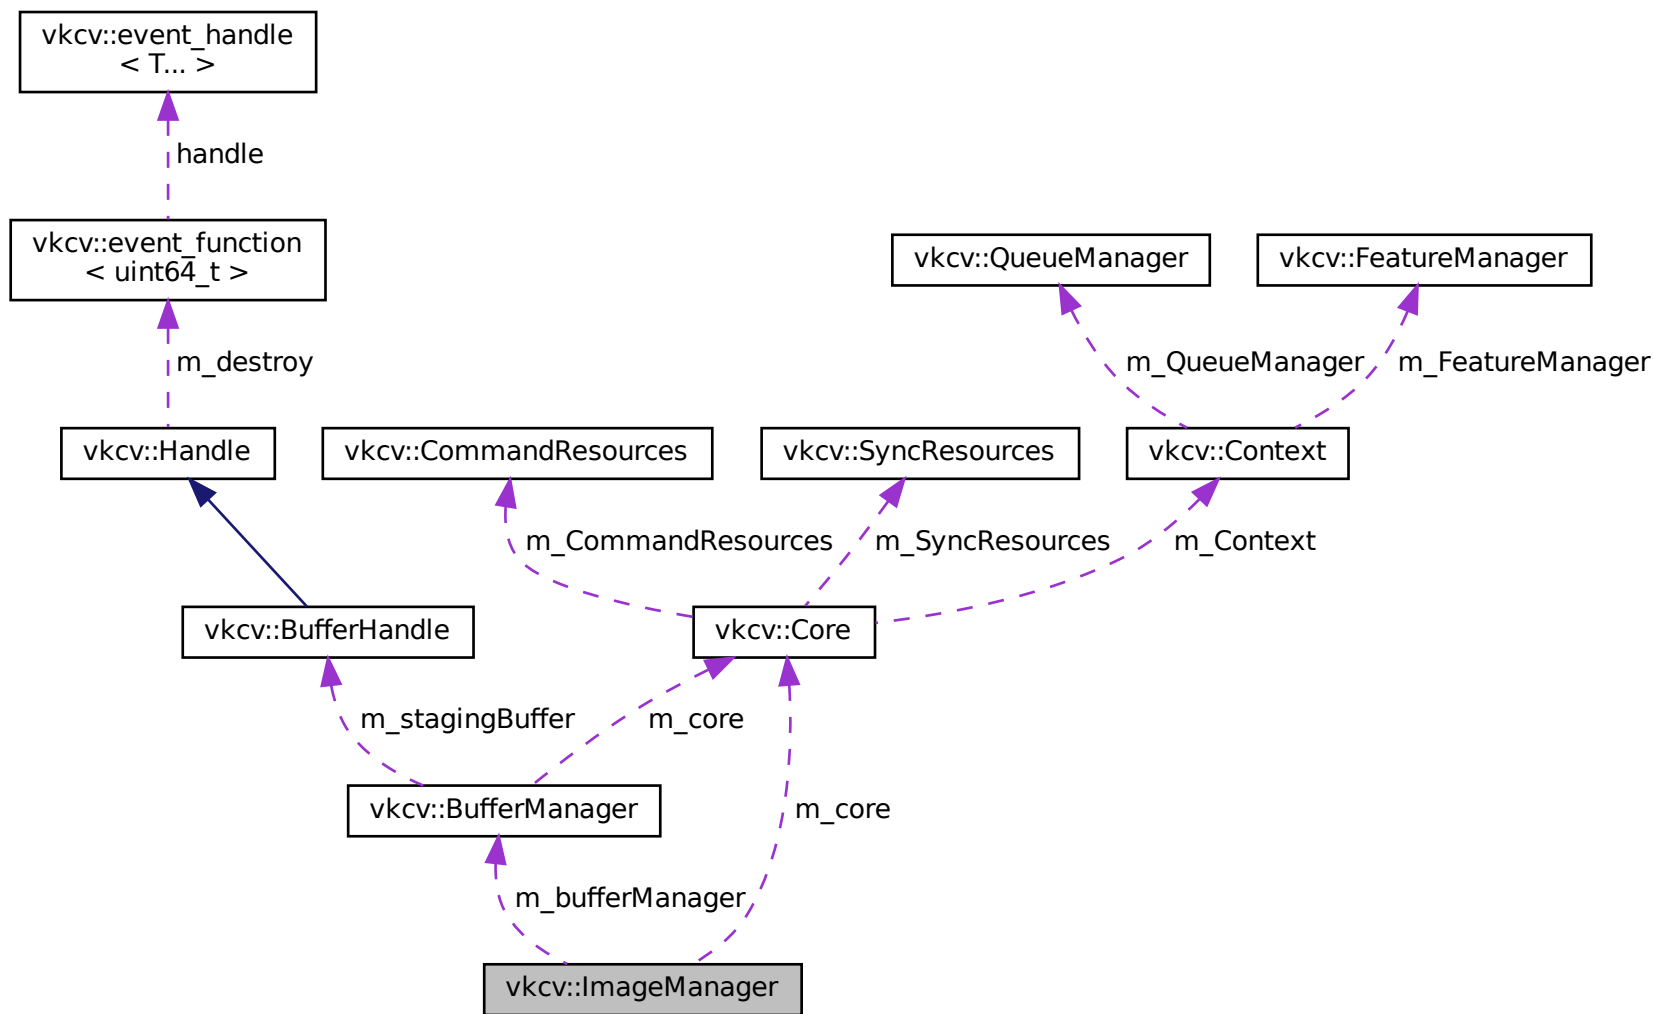 vkcv::event_handle
< T... >
handle
vkcv::event_function
< uint64_t >
vkcv::QueueManager
vkcv::FeatureManager
m_destroy
m_QueueManager
m_FeatureManager
vkcv::Handle
vkcv::CommandResources
vkcv::SyncResources
vkcv::Context
m_CommandResources
m_SyncResources
m_Context
vkcv::BufferHandle
vkcv::Core
m_stagingBuffer
m_core
vkcv::BufferManager
m_core
m_bufferManager
vkcv::ImageManager